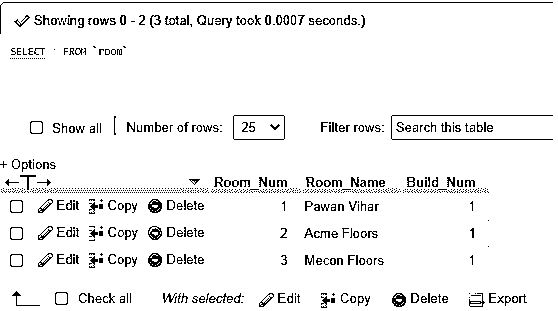 Showing rows 0 - 2 (3 total, Query took 0.0007 seconds.)
SELECT * FROM `room`
Show all Number of rows: 25 Filter rows: Search this table
+ Options
←T→ Room_Num Room_Name Build_Num
Edit Copy Delete 1 Pawan Vihar 1
Edit Copy Delete 2 Acme Floors 1
Edit Copy Delete 3 Mecon Floors 1
Check all With selected: Edit Copy Delete Export